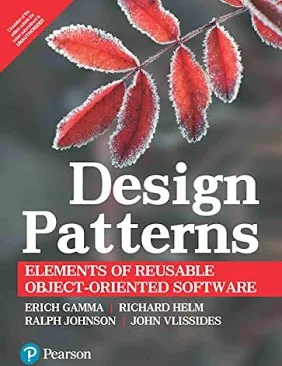 Design
Patterns
ELEMENTS OF REUSABLE
OBJECT-ORIENTED SOFTWARE
ERICH GAMMA | RICHARD HELM
RALPH JOHNSON | JOHN VLISSIDES
Pearson